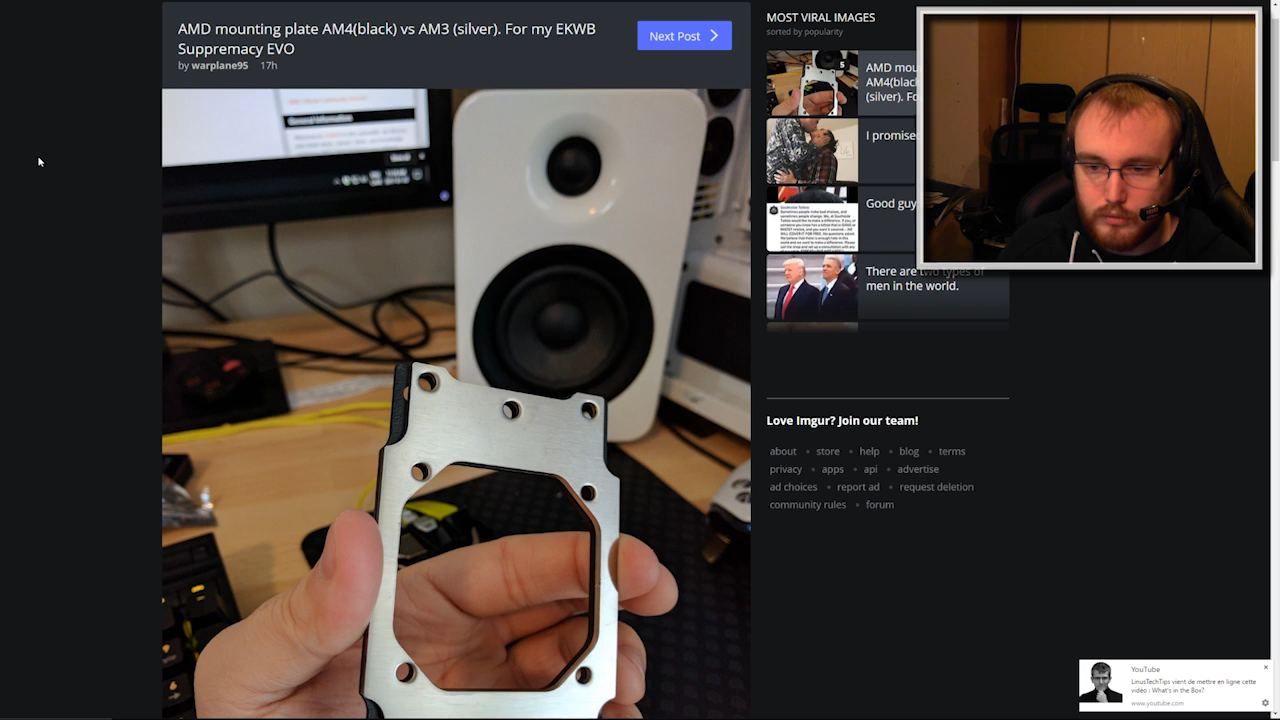 AMD mounting plate AM4(black) vs AM3 (silver). For my EKWB
Suppremacy EVO
by warplane95 17h
Next Post
MOST VIRAL IMAGES
sorted by popularity
5
AMD mou
AM4(blac
(silver). Fo
I promise
Good guy
There are two types of
men in the world.
Love Imgur? Join our team!
about • store • help • blog • terms
privacy • apps • api • advertise
ad choices • report ad • request deletion
community rules • forum
General Information
YouTube
LinusTechTips vient de mettre en ligne cette
vidéo : What's in the Box?
www.youtube.com